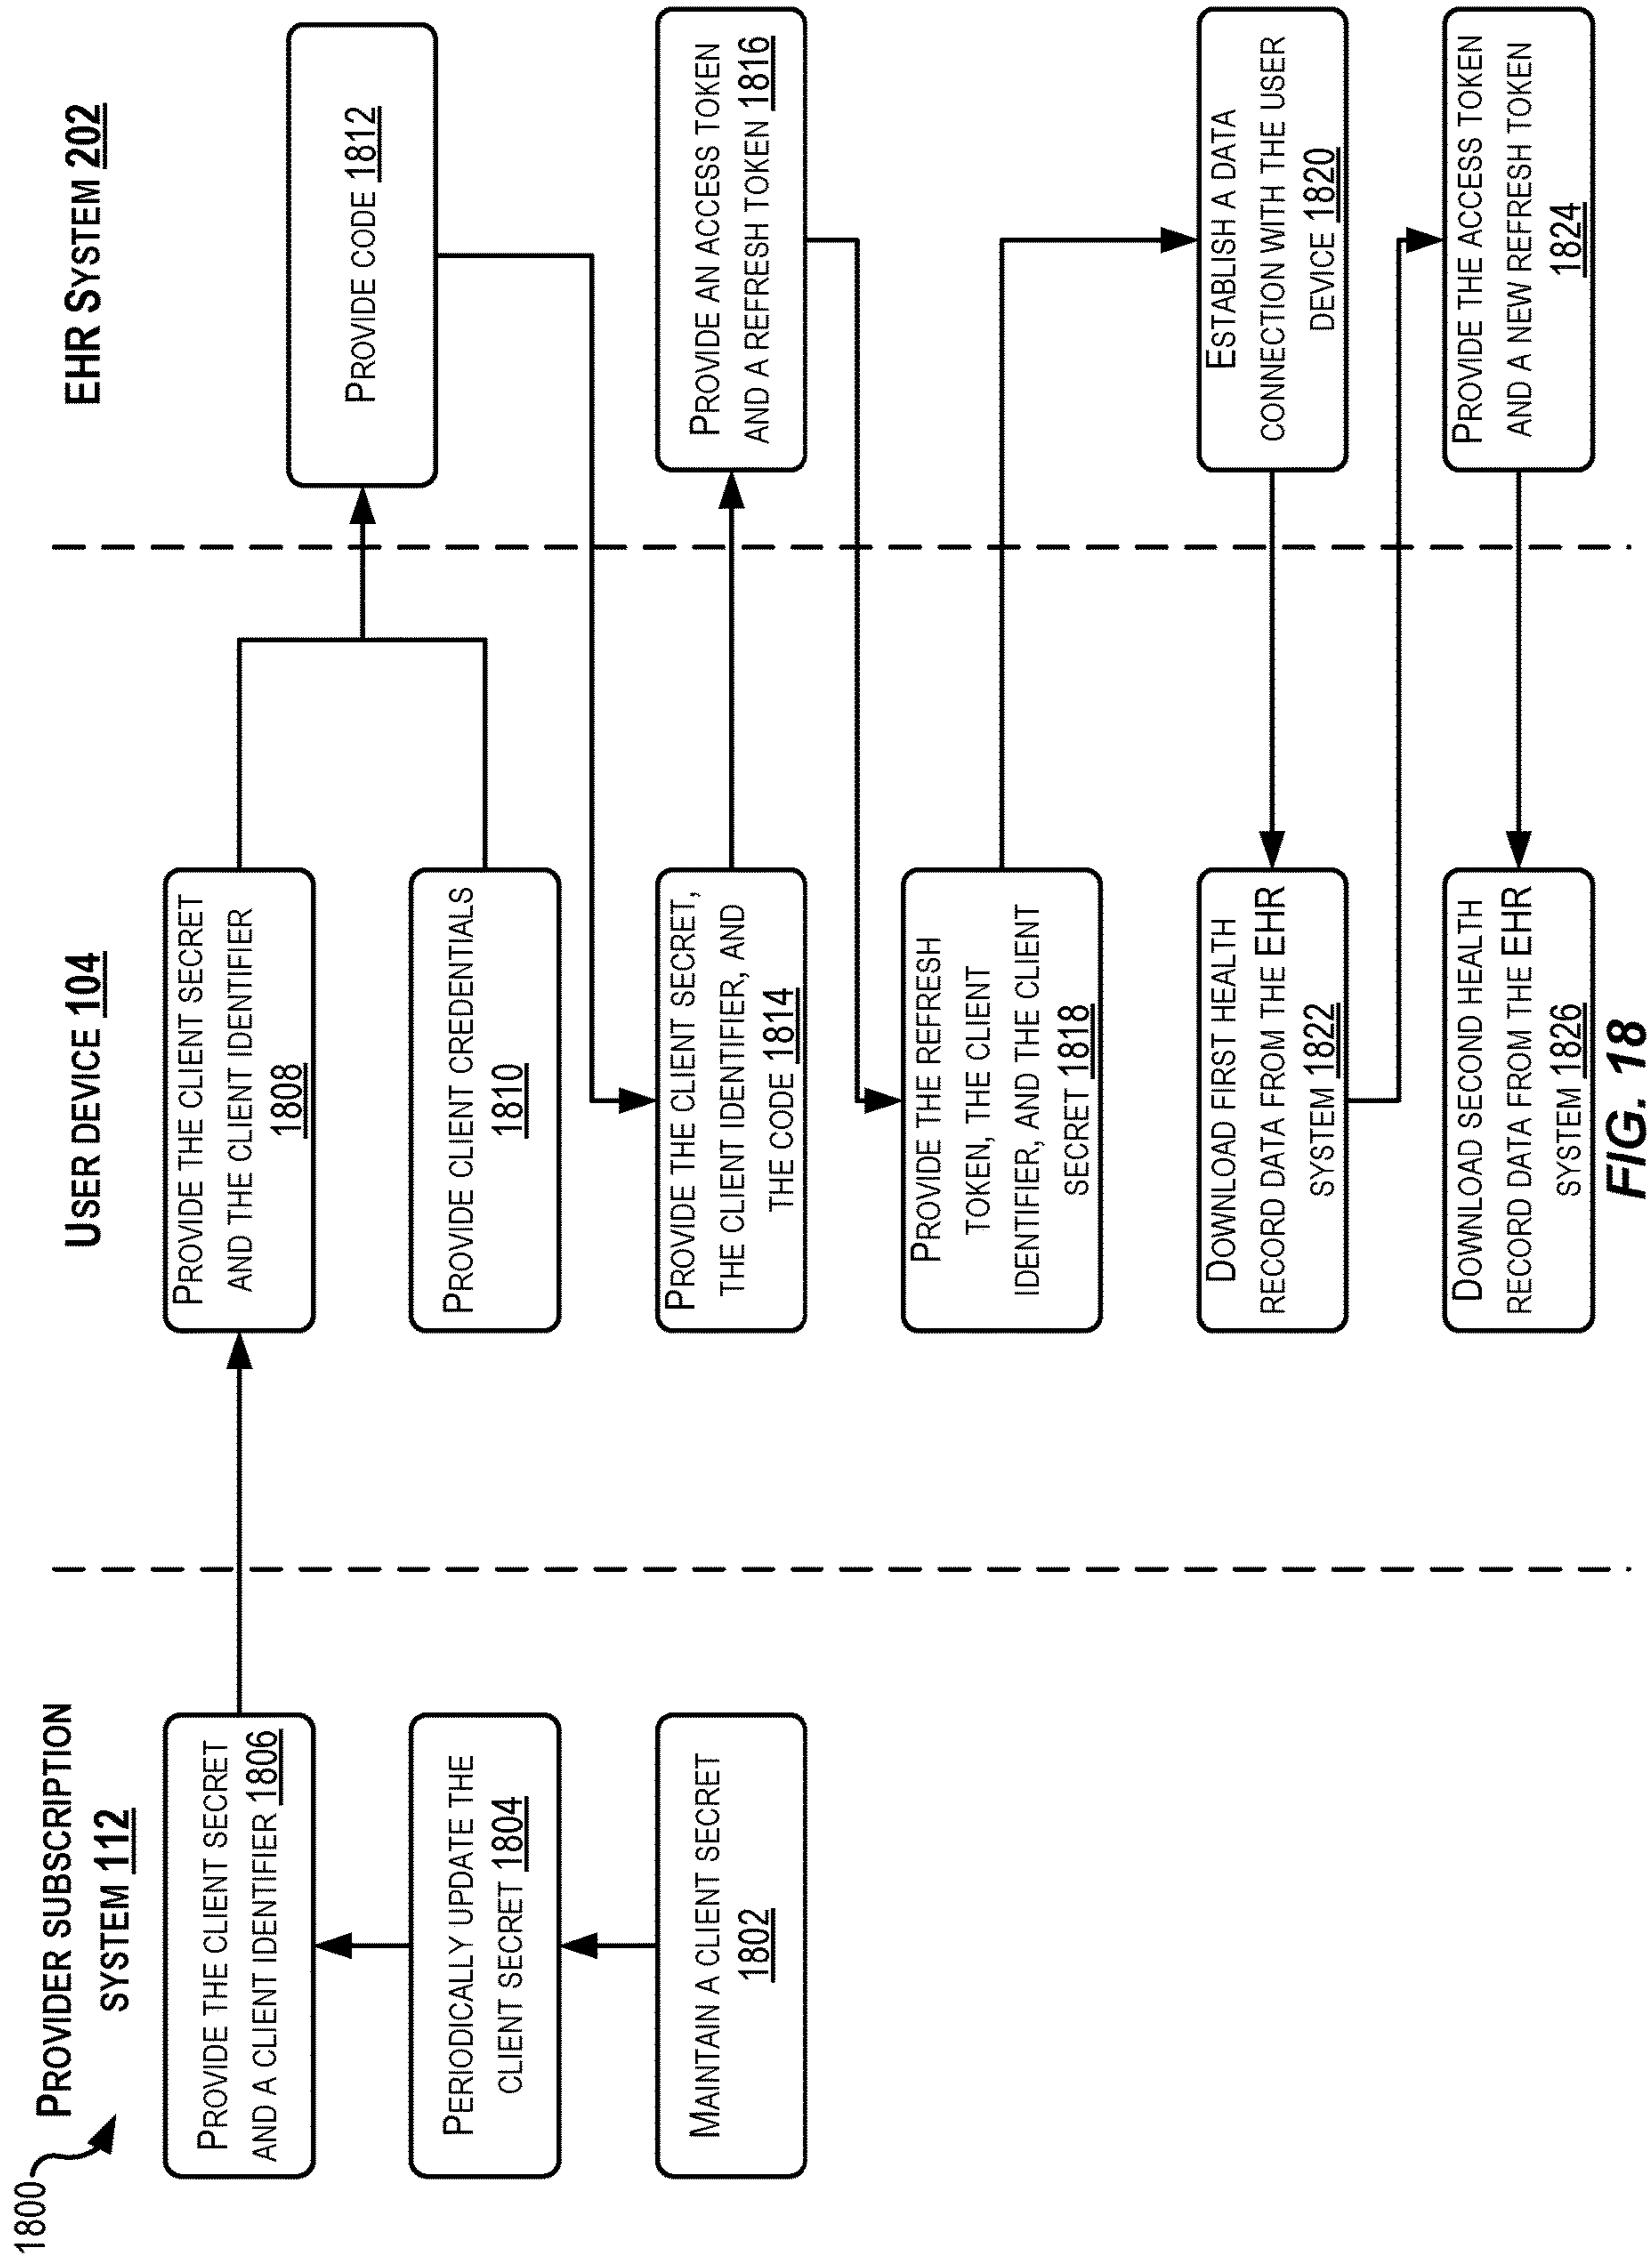 1800
PROVIDER SUBSCRIPTION
SYSTEM 112
USER DEVICE 104
EHR SYSTEM 202
PROVIDE THE CLIENT SECRET
AND A CLIENT IDENTIFIER 1806
PERIODICALLY UPDATE THE
CLIENT SECRET 1804
MAINTAIN A CLIENT SECRET
1802
PROVIDE THE CLIENT SECRET
AND THE CLIENT IDENTIFIER
1808
PROVIDE CLIENT CREDENTIALS
1810
PROVIDE CODE 1812
PROVIDE THE CLIENT SECRET,
THE CLIENT IDENTIFIER, AND
THE CODE 1814
PROVIDE AN ACCESS TOKEN
AND A REFRESH TOKEN 1816
PROVIDE THE REFRESH
TOKEN, THE CLIENT
IDENTIFIER, AND THE CLIENT
SECRET 1818
ESTABLISH A DATA
CONNECTION WITH THE USER
DEVICE 1820
DOWNLOAD FIRST HEALTH
RECORD DATA FROM THE EHR
SYSTEM 1822
PROVIDE THE ACCESS TOKEN
AND A NEW REFRESH TOKEN
1824
DOWNLOAD SECOND HEALTH
RECORD DATA FROM THE EHR
SYSTEM 1826
FIG. 18